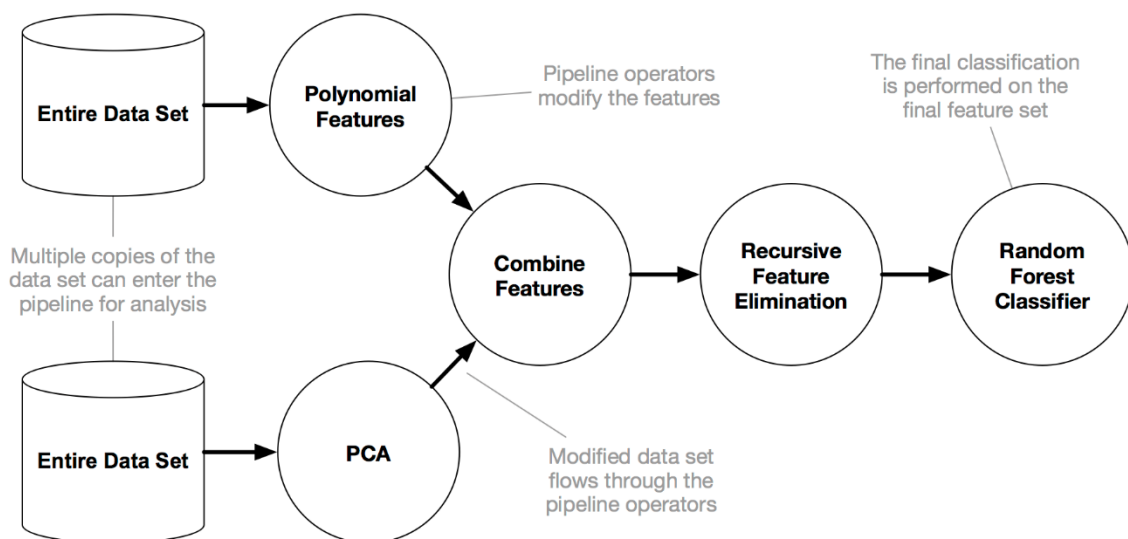 Entire Data Set
Polynomial
Features
Pipeline operators
modify the features
The final classification
is performed on the
final feature set
Multiple copies of the
data set can enter the
pipeline for analysis
Combine
Features
Recursive
Feature
Elimination
Random
Forest
Classifier
Entire Data Set
PCA
Modified data set
flows through the
pipeline operators